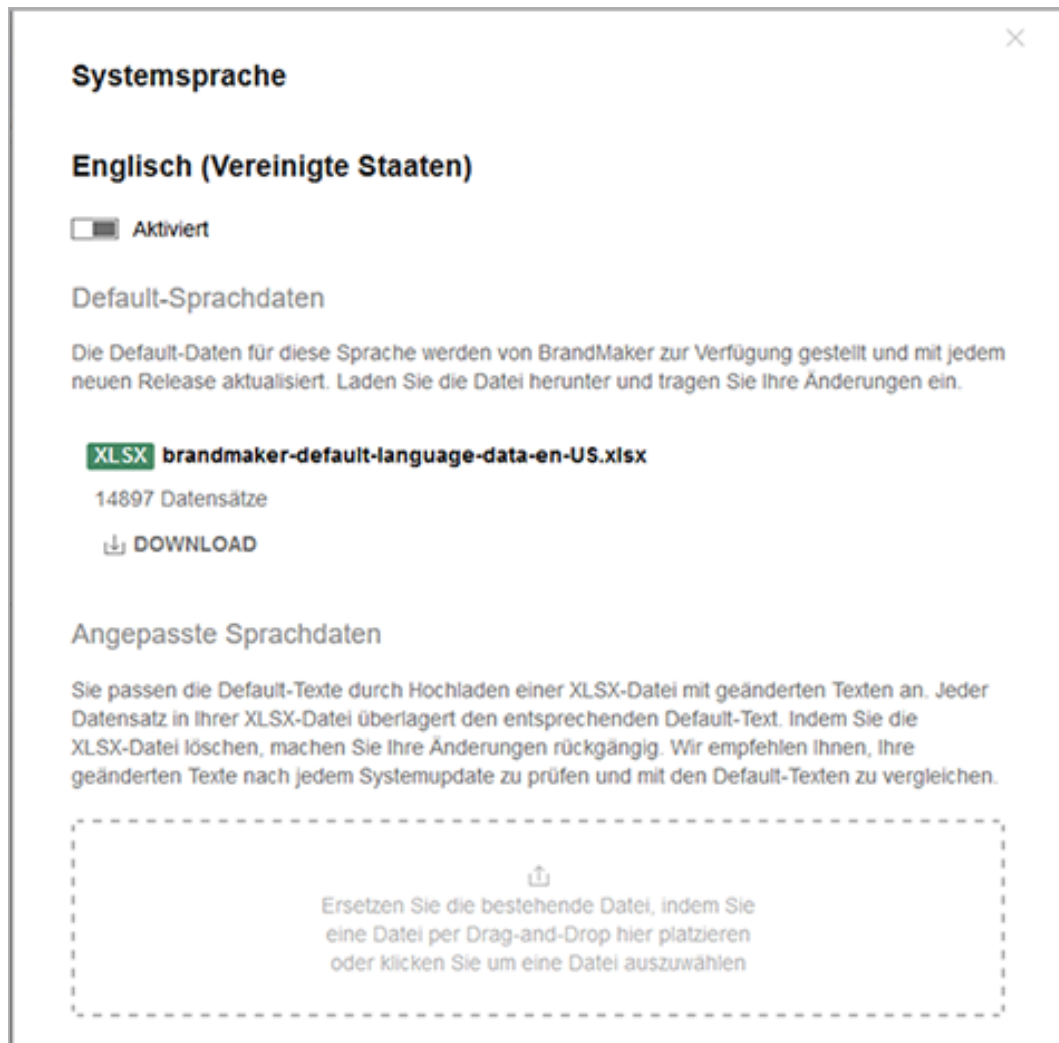 Systemsprache
Englisch (Vereinigte Staaten)
Aktiviert
Default-Sprachdaten
Die Default-Daten für diese Sprache werden von BrandMaker zur Verfügung gestellt und mit jedem
neuen Release aktualisiert. Laden Sie die Datei herunter und tragen Sie Ihre Änderungen ein.
XLSX brandmaker-default-language-data-en-US.xlsx
14897 Datensätze
DOWNLOAD
Angepasste Sprachdaten
Sie passen die Default-Texte durch Hochladen einer XLSX-Datei mit geänderten Texten an. Jeder
Datensatz in Ihrer XLSX-Datei überlagert den entsprechenden Default-Text. Indem Sie die
XLSX-Datei löschen, machen Sie Ihre Änderungen rückgängig. Wir empfehlen Ihnen, Ihre
geänderten Texte nach jedem Systemupdate zu prüfen und mit den Default-Texten zu vergleichen.
Ersetzen Sie die bestehende Datei, indem Sie
eine Datei per Drag-and-Drop hier platzieren
oder klicken Sie um eine Datei auszuwählen